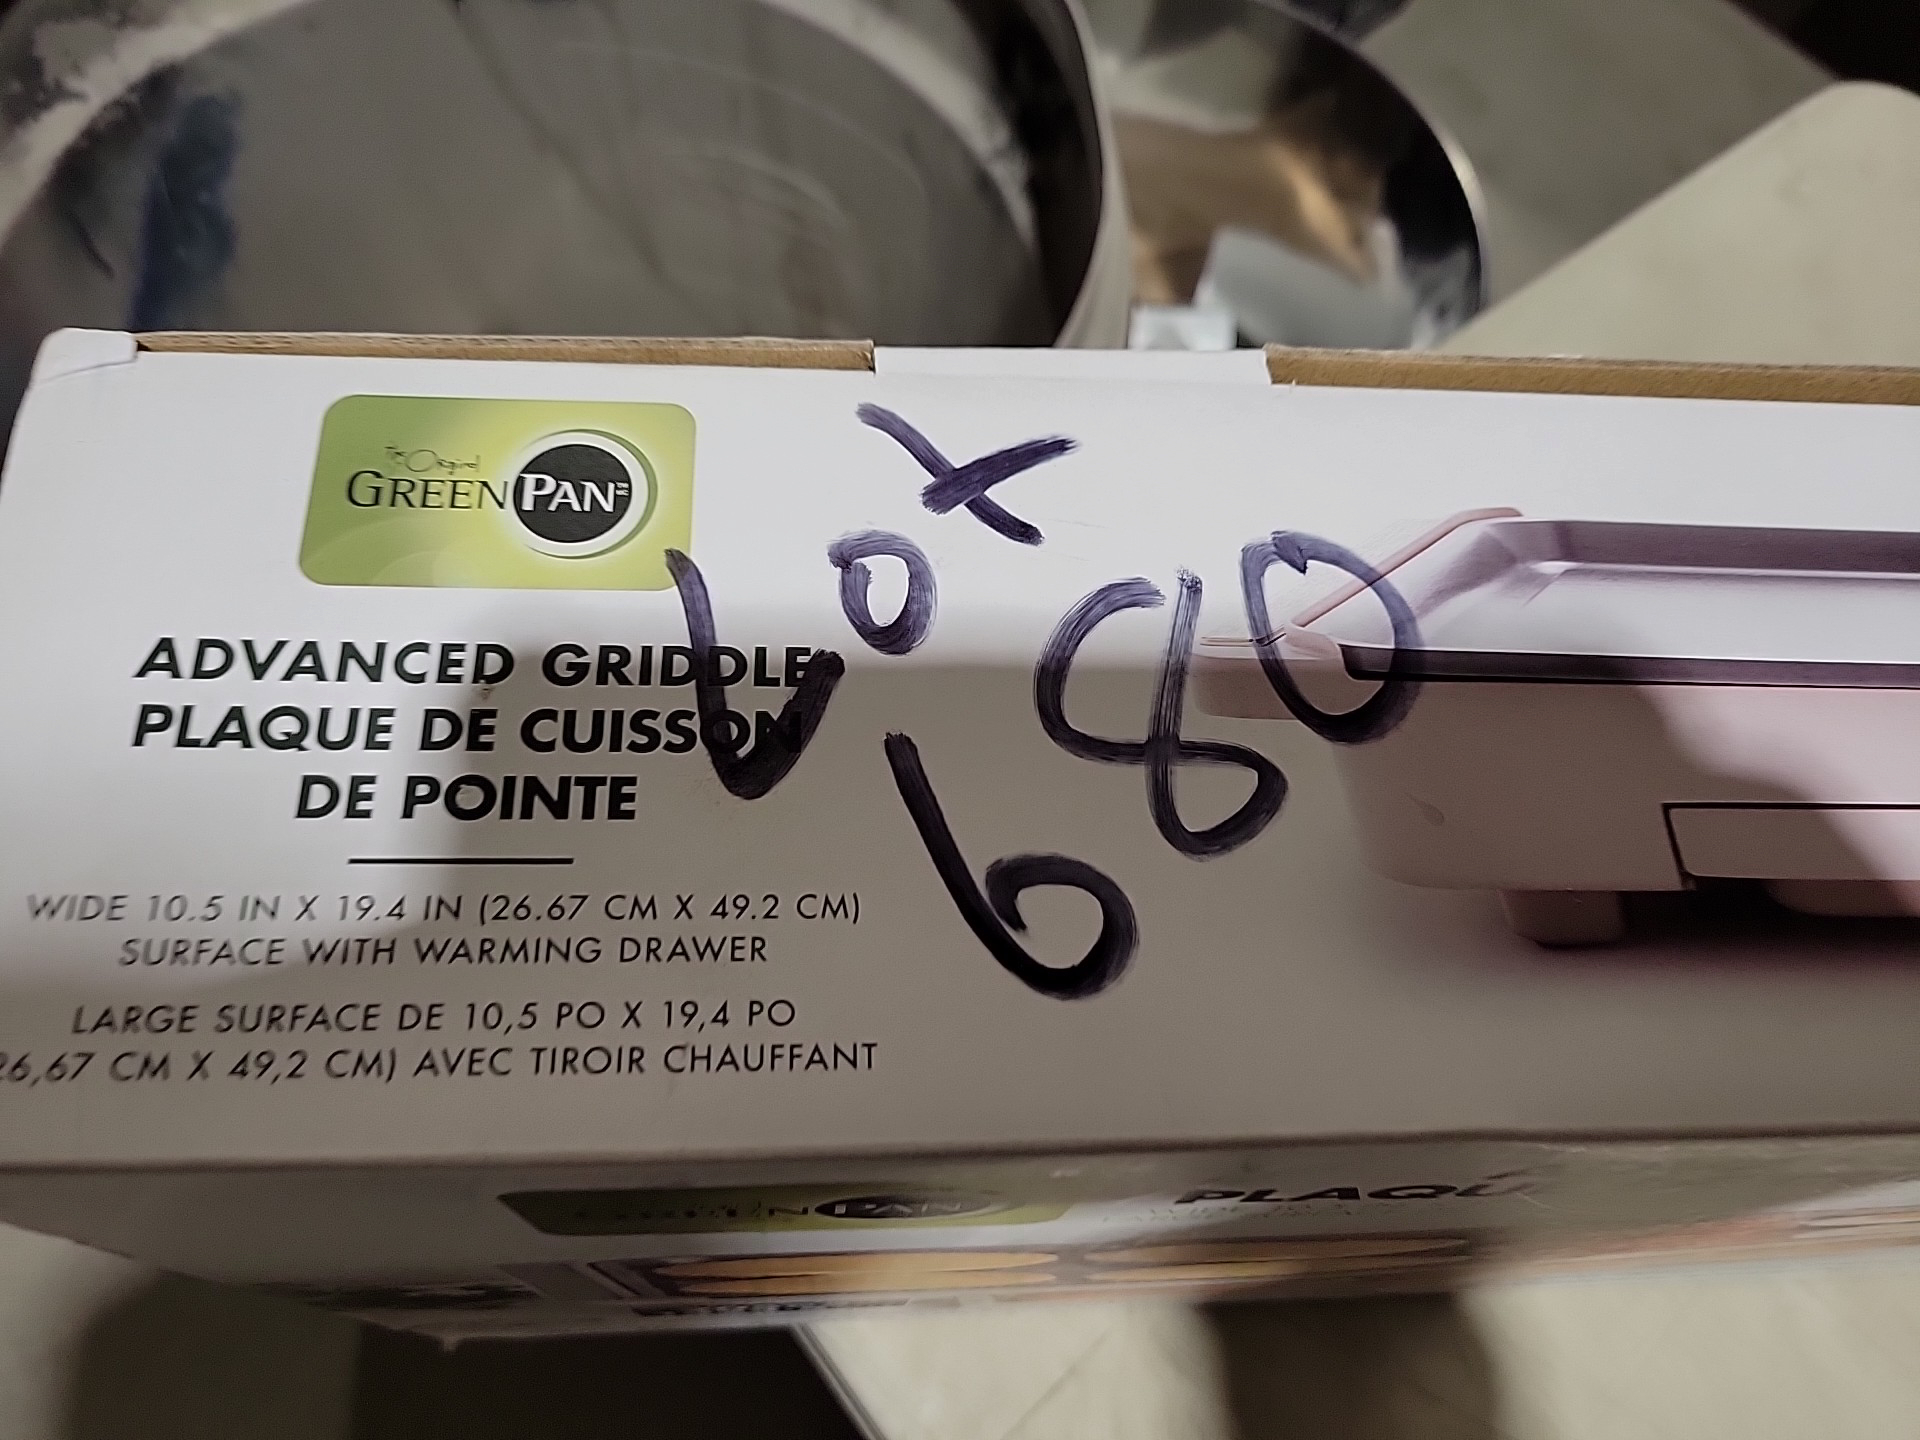 The Original
GREENPAN™
ADVANCED GRIDDLE
PLAQUE DE CUISSON
DE POINTE
WIDE 10.5 IN X 19.4 IN (26.67 CM X 49.2 CM)
SURFACE WITH WARMING DRAWER
LARGE SURFACE DE 10,5 PO X 19,4 PO
26,67 CM X 49,2 CM) AVEC TIROIR CHAUFFANT
Lox
680
PAN
PLAQU